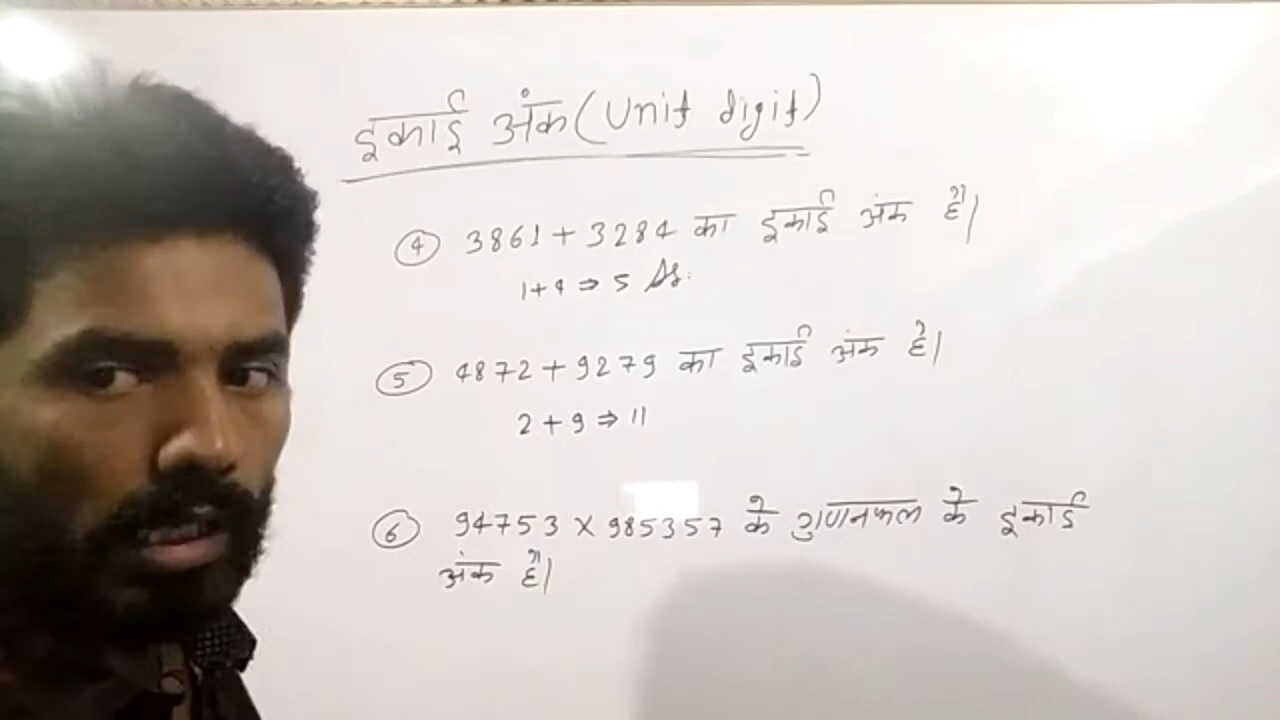 इकाई अंक (Unit digit)
④ 3861 + 3284 का इकाई अंक है।
1+4 ⇒ 5 Ans.
⑤ 4872 + 9279 का इकाई अंक है।
2 + 9 ⇒ 11
⑥ 94753 × 985357 के गुणनफल के इकाई
अंक है।